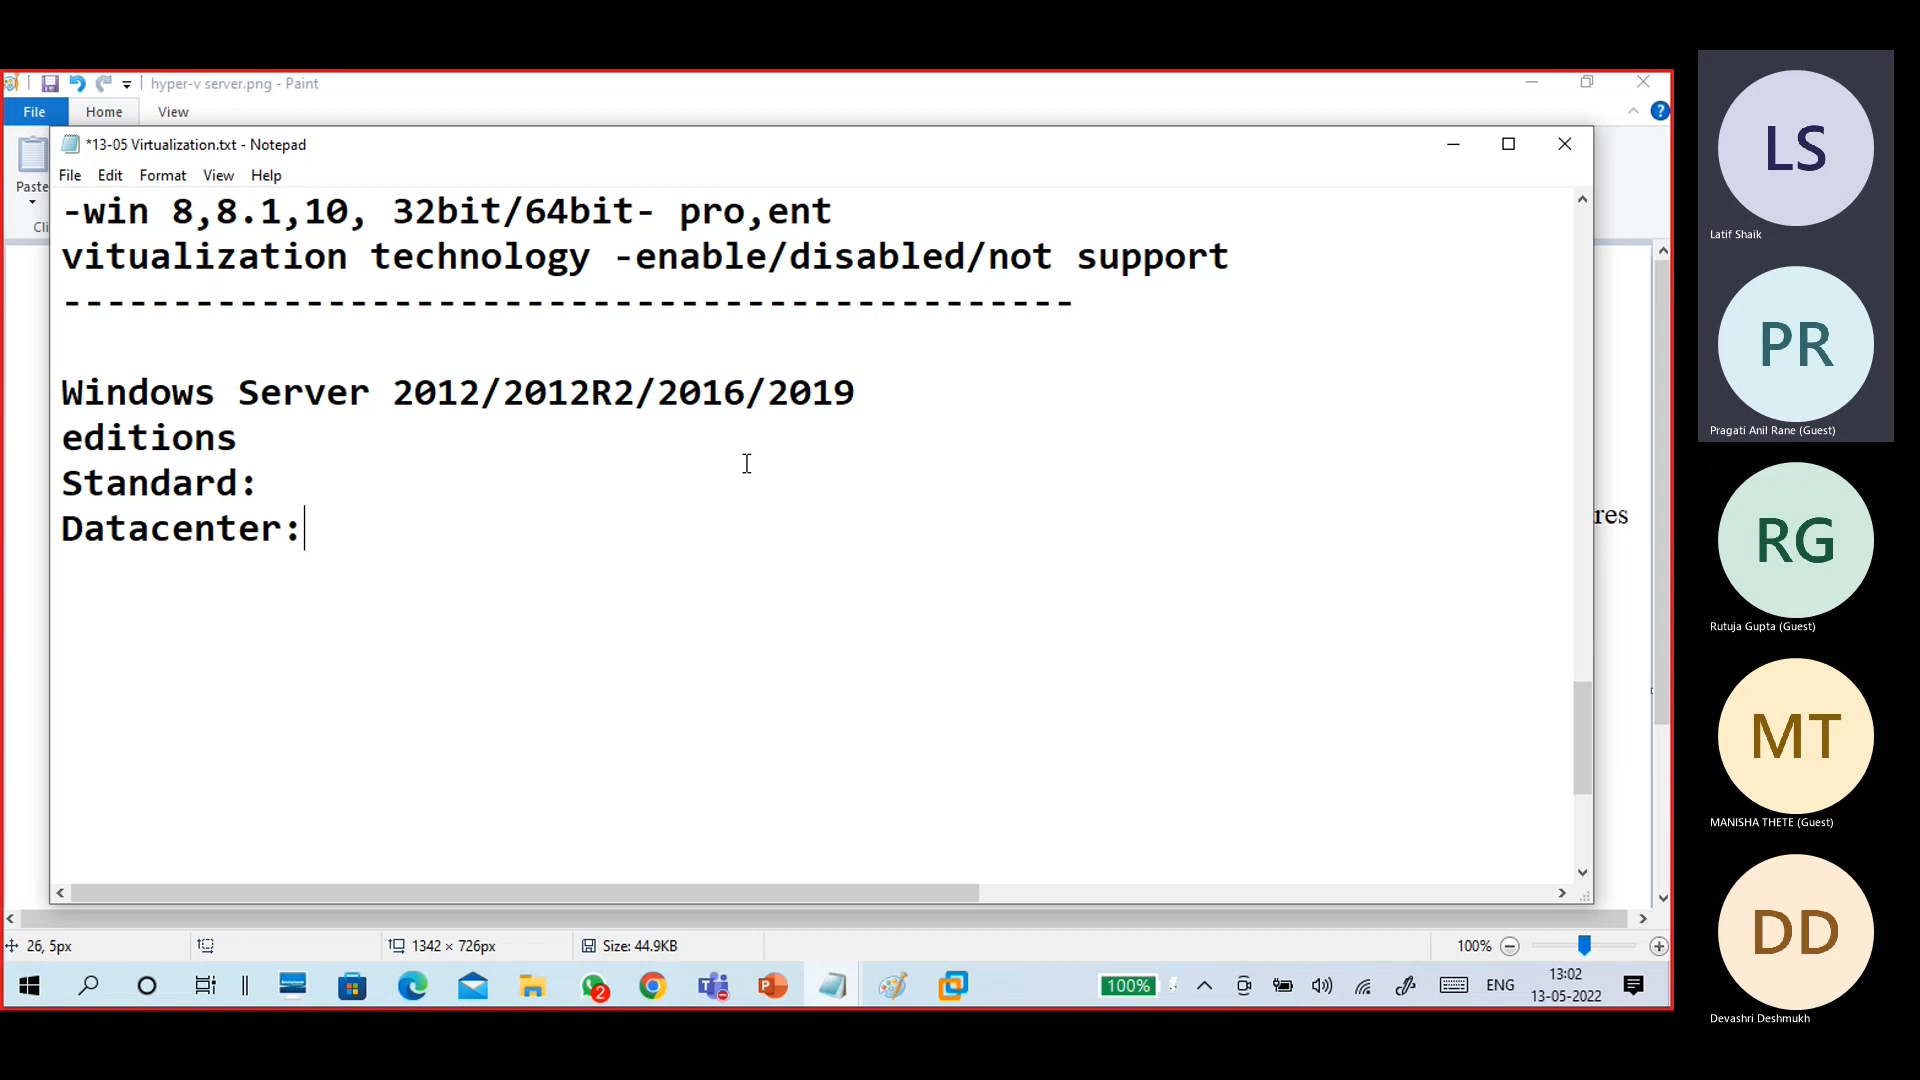 hyper-v server.png - Paint
File Home View
*13-05 Virtualization.txt - Notepad
File Edit Format View Help
Paste
Cli
-win 8,8.1,10, 32bit/64bit- pro,ent
vitualization technology -enable/disabled/not support
----------------------------------------------
Windows Server 2012/2012R2/2016/2019
editions
Standard:
Datacenter:
res
26, 5px
1342 × 726px
Size: 44.9KB
100%
2
100%
ENG
13:02
13-05-2022
LS
Latif Shaik
PR
Pragati Anil Rane (Guest)
RG
Rutuja Gupta (Guest)
MT
MANISHA THETE (Guest)
DD
Devashri Deshmukh